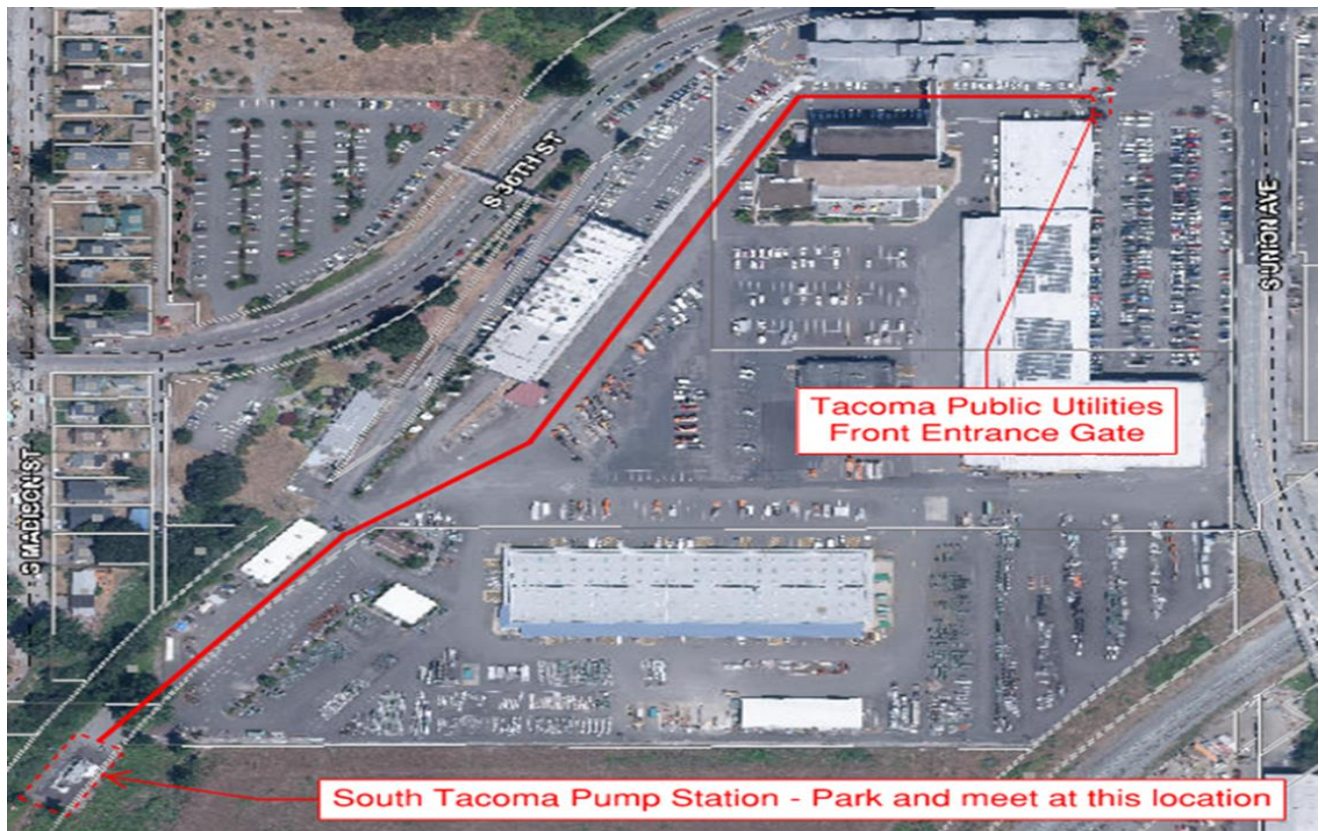 S 36TH ST
S UNION AVE
Tacoma Public Utilities
Front Entrance Gate
S MADISON ST
South Tacoma Pump Station - Park and meet at this location